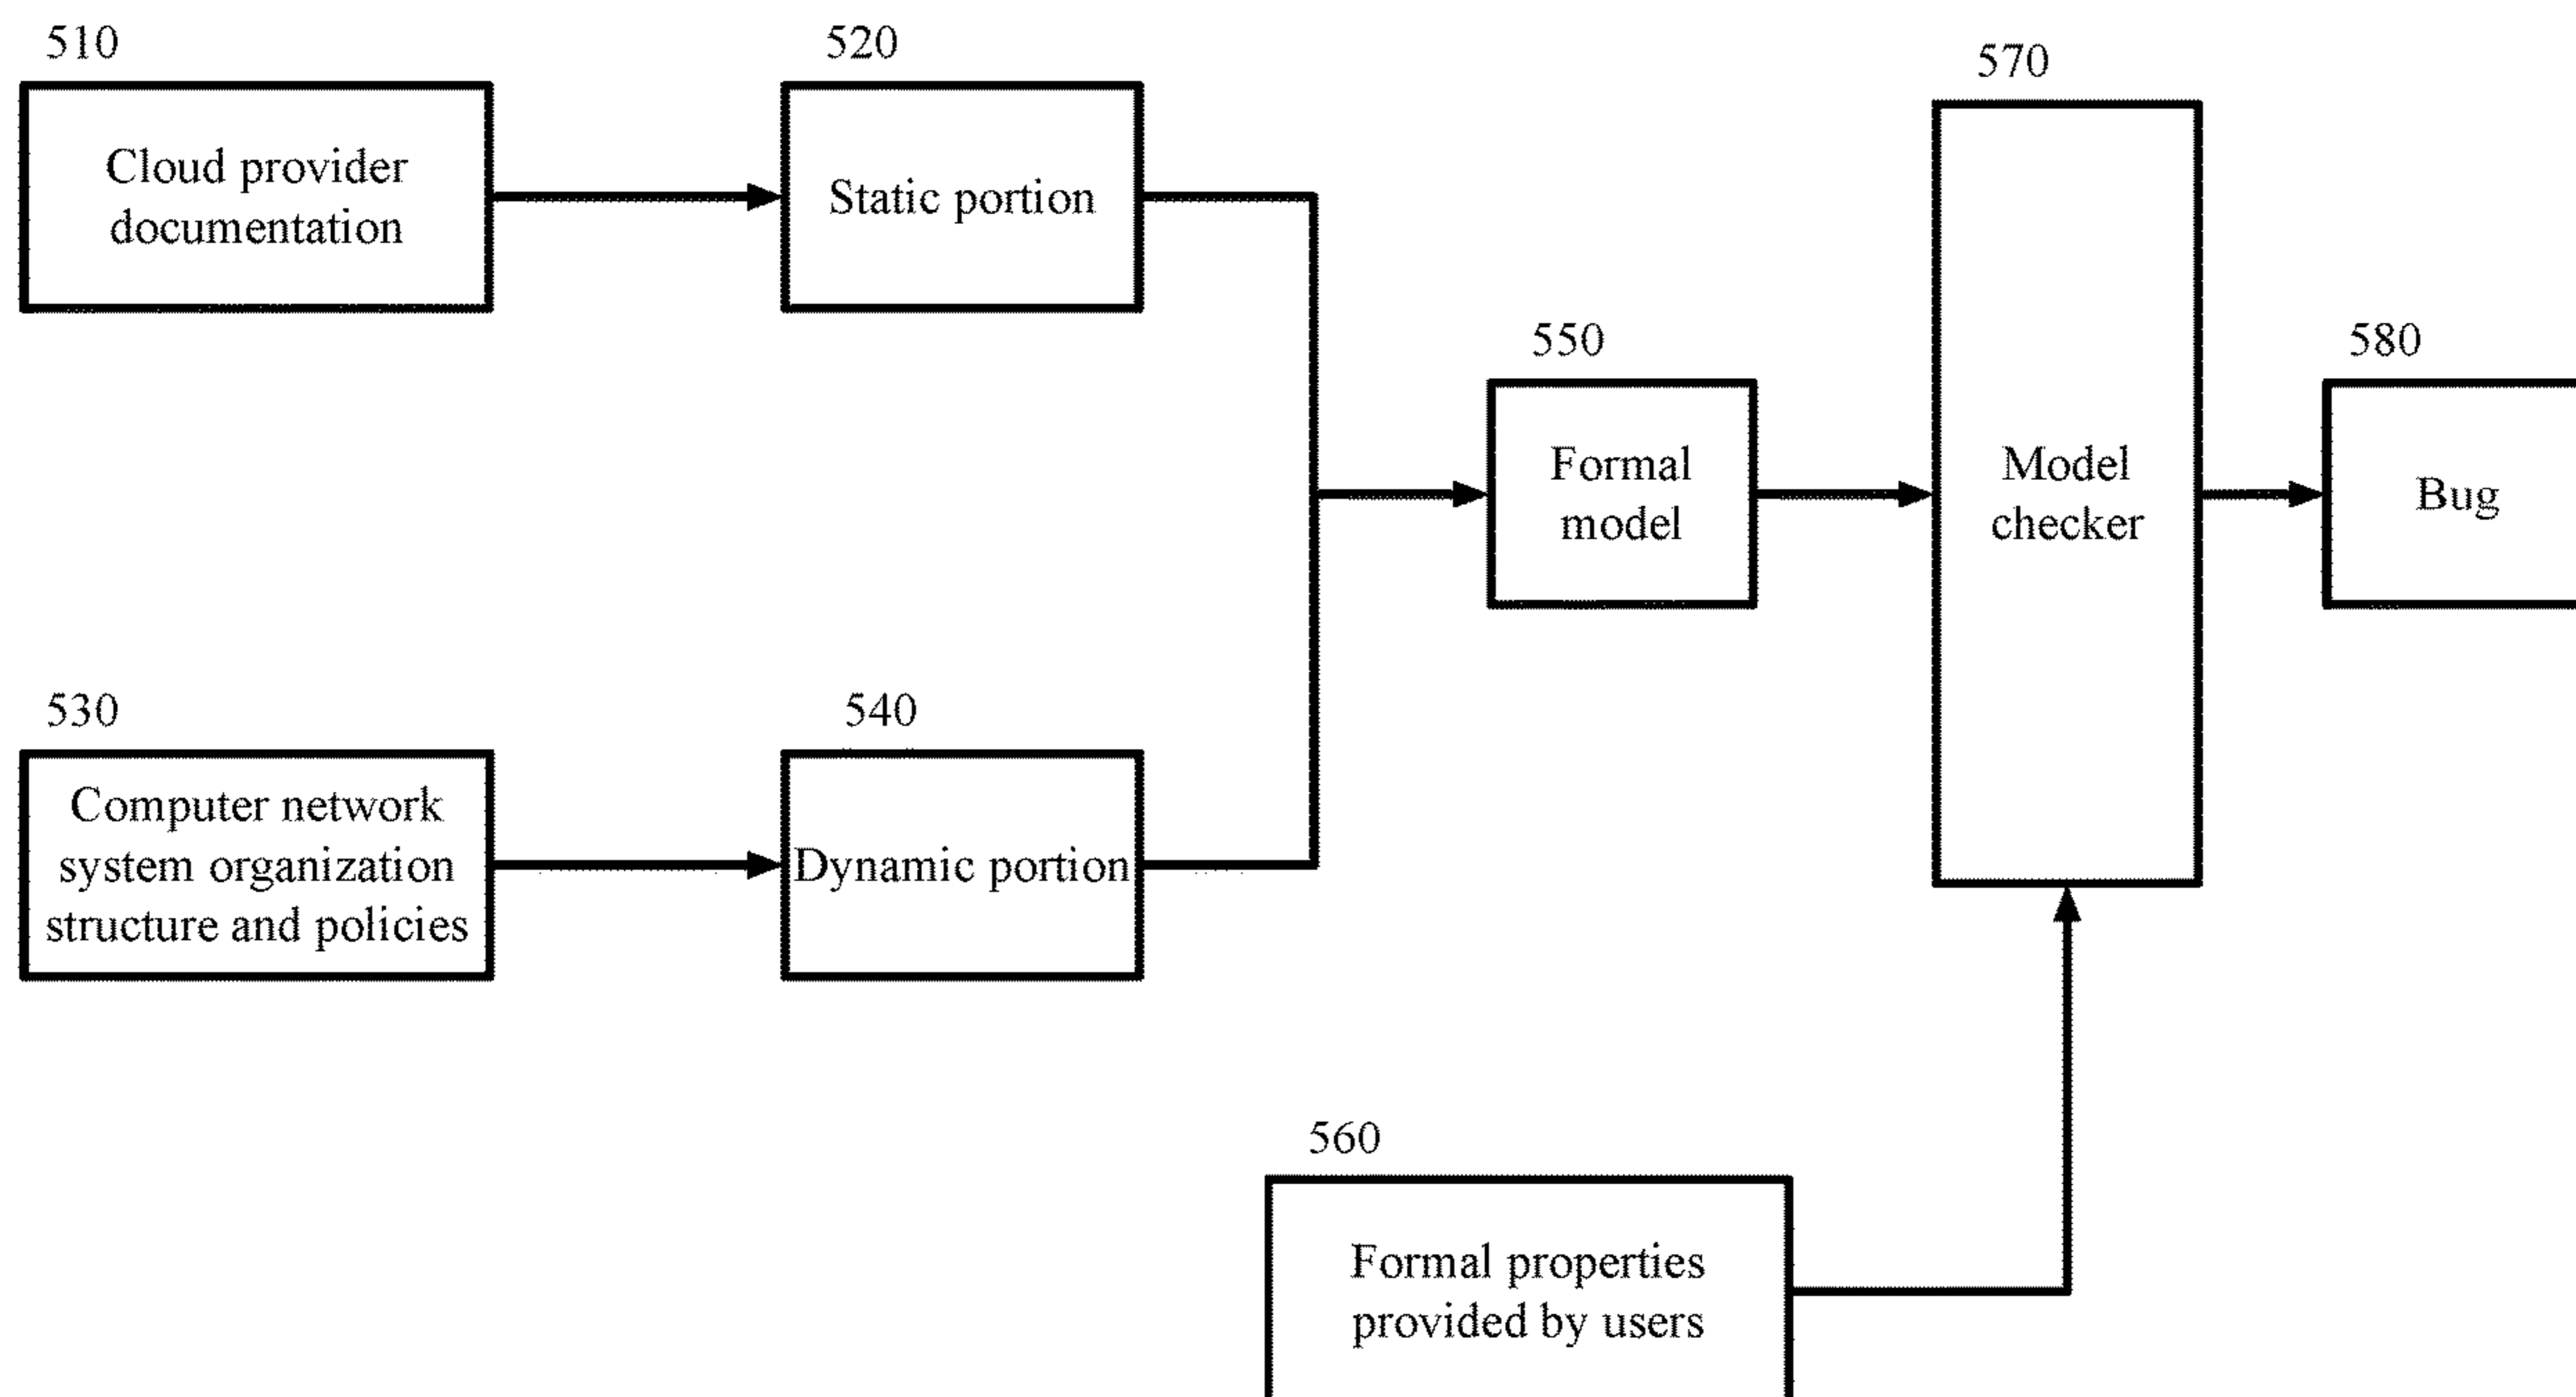 510
Cloud provider
documentation
520
Static portion
530
Computer network
system organization
structure and policies
540
Dynamic portion
550
Formal
model
560
Formal properties
provided by users
570
Model
checker
580
Bug